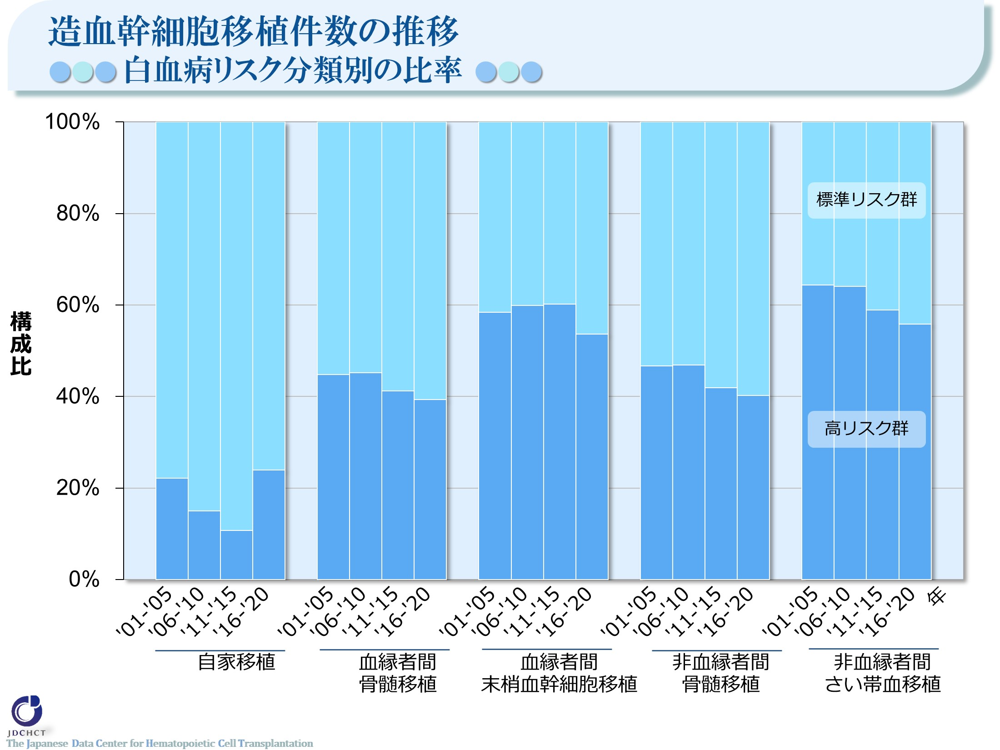 造血幹細胞移植件数の推移
白血病リスク分類別の比率
100%
80%
60%
40%
20%
0%
構成比
標準リスク群
高リスク群
'01-'05
'06-'10
'11-'15
'16-'20
'01-'05
'06-'10
'11-'15
'16-'20
'01-'05
'06-'10
'11-'15
'16-'20
'01-'05
'06-'10
'11-'15
'16-'20
'01-'05
'06-'10
'11-'15
'16-'20
年
自家移植
血縁者間
骨髄移植
血縁者間
末梢血幹細胞移植
非血縁者間
骨髄移植
非血縁者間
さい帯血移植
JDCHCT
The Japanese Data Center for Hematopoietic Cell Transplantation